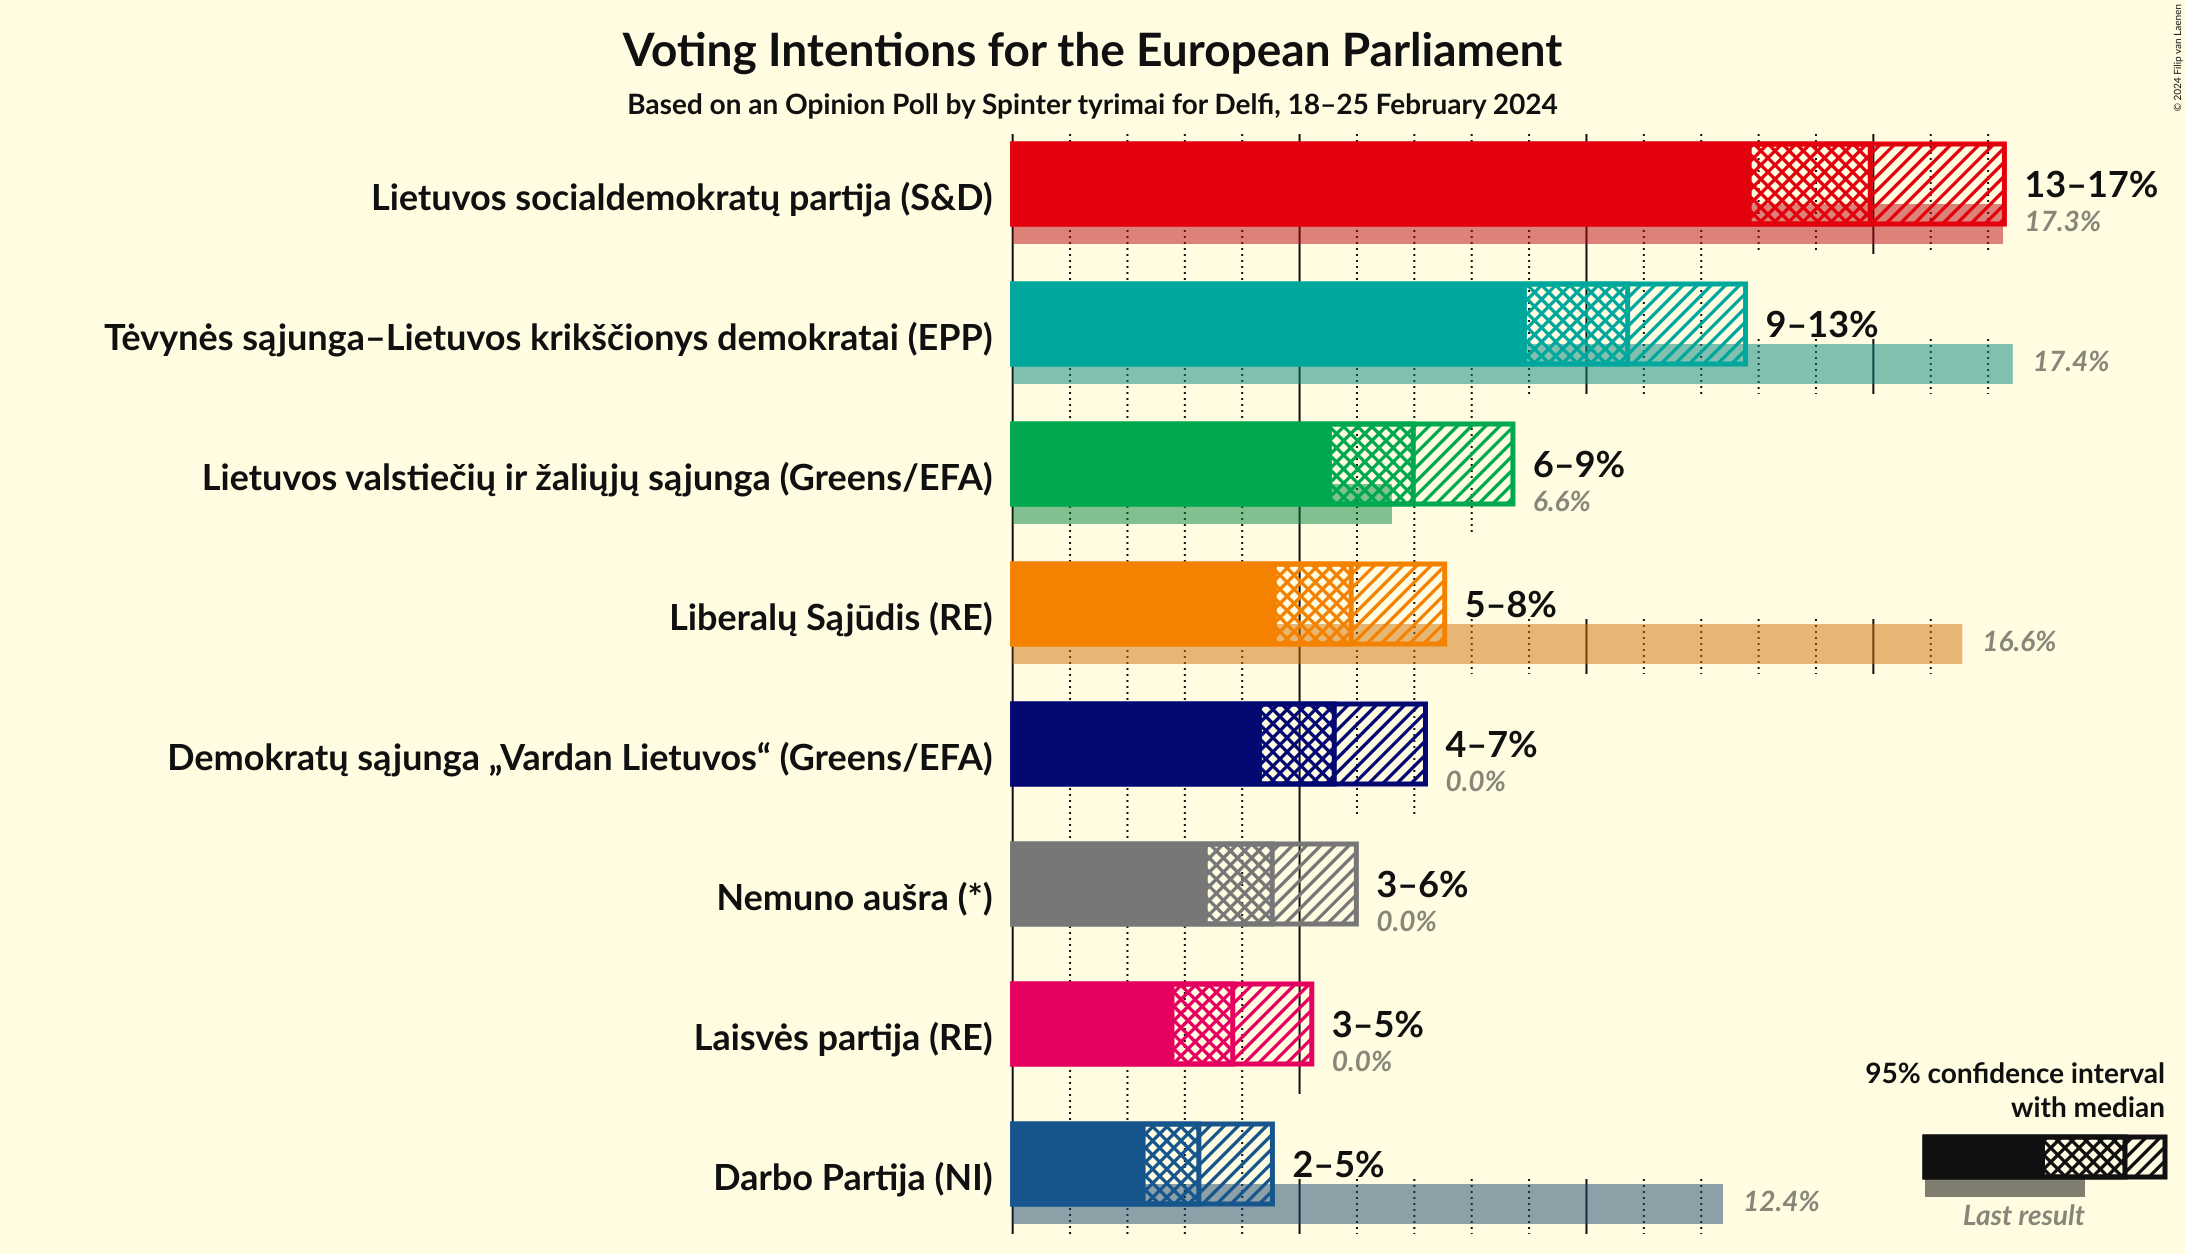 Voting Intentions for the European Parliament
Based on an Opinion Poll by Spinter tyrimai for Delfi, 18–25 February 2024
© 2024 Filip van Laenen
Lietuvos socialdemokratų partija (S&D)
13–17%
17.3%
Tėvynės sąjunga–Lietuvos krikščionys demokratai (EPP)
9–13%
17.4%
Lietuvos valstiečių ir žaliųjų sąjunga (Greens/EFA)
6–9%
6.6%
Liberalų Sąjūdis (RE)
5–8%
16.6%
Demokratų sąjunga „Vardan Lietuvos“ (Greens/EFA)
4–7%
0.0%
Nemuno aušra (*)
3–6%
0.0%
Laisvės partija (RE)
3–5%
0.0%
Darbo Partija (NI)
2–5%
12.4%
95% confidence interval
with median
Last result